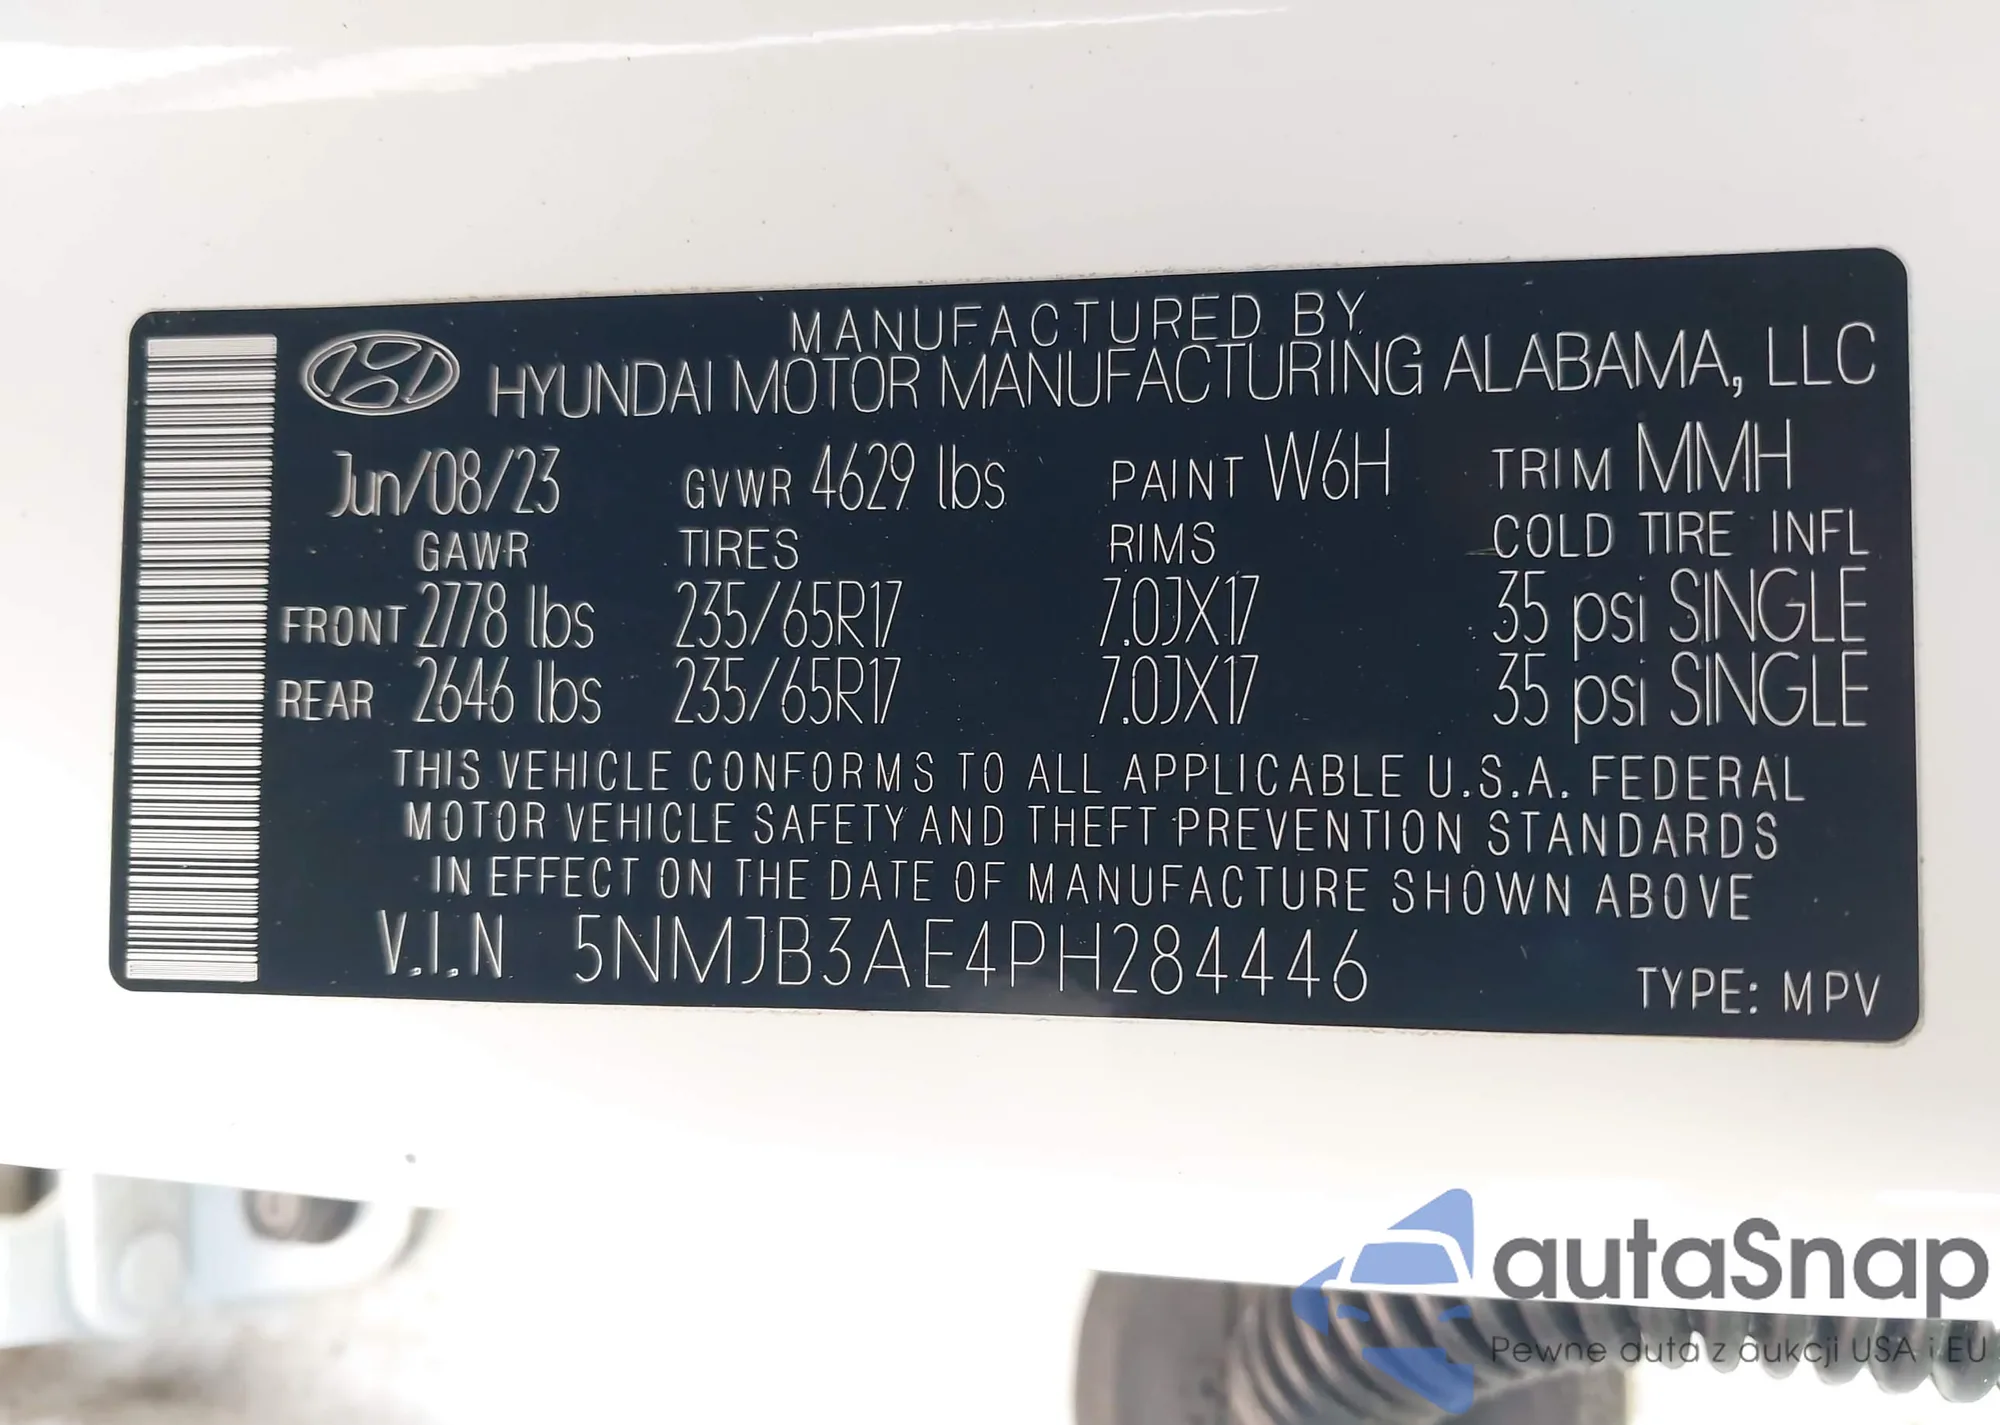 MANUFACTURED BY
HYUNDAI MOTOR MANUFACTURING ALABAMA, LLC
Jun/08/23 GVWR 4629 lbs PAINT W6H TRIM MMH
GAWR TIRES RIMS COLD TIRE INFL
FRONT 2778 lbs 235/65R17 7.0JX17 35 psi SINGLE
REAR 2646 lbs 235/65R17 7.0JX17 35 psi SINGLE
THIS VEHICLE CONFORMS TO ALL APPLICABLE U.S.A. FEDERAL
MOTOR VEHICLE SAFETY AND THEFT PREVENTION STANDARDS
IN EFFECT ON THE DATE OF MANUFACTURE SHOWN ABOVE
V.I.N 5NMJB3AE4PH284446
TYPE: MPV
autaSnap
Pewne auta z aukcji USA i EU